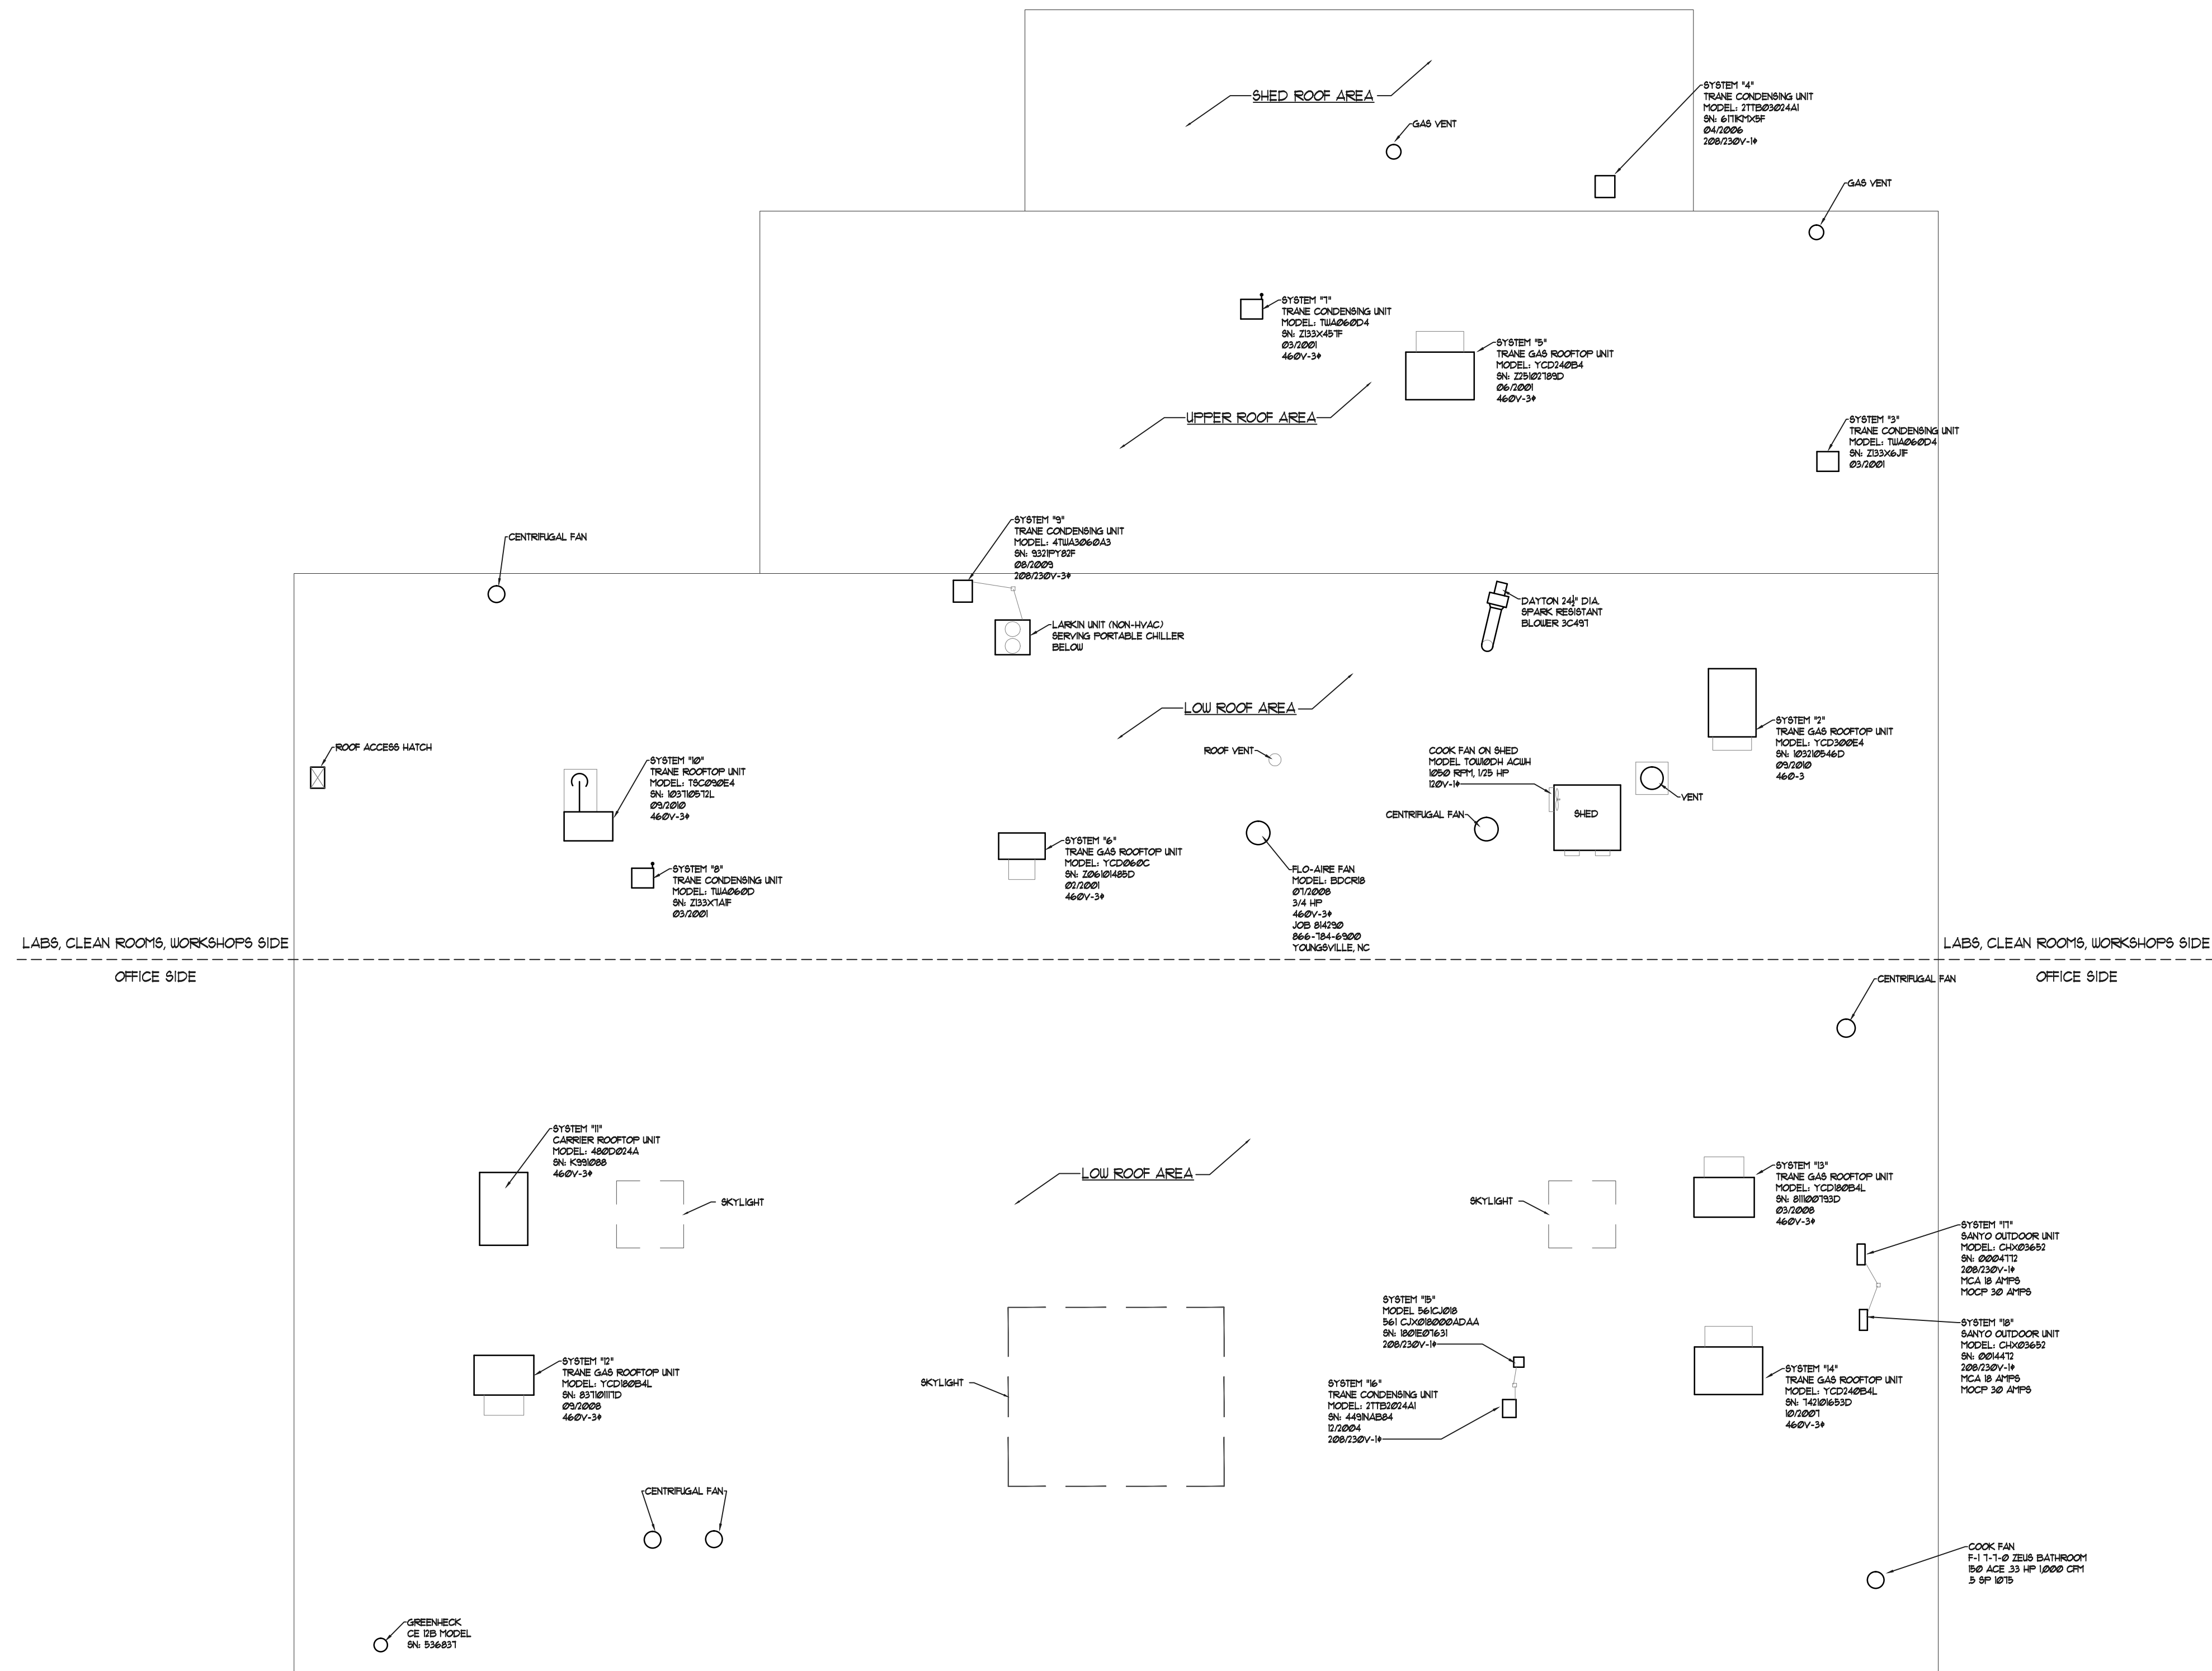 SHED ROOF AREA
GAS VENT
SYSTEM "4"
TRANE CONDENSING UNIT
MODEL: 2TTB03024A1
SN: 6171KMX5F
04/2006
208/230V-1Φ
GAS VENT
SYSTEM "7"
TRANE CONDENSING UNIT
MODEL: TWA060D4
SN: Z133X457F
03/2001
460V-3Φ
SYSTEM "5"
TRANE GAS ROOFTOP UNIT
MODEL: YCD240B4
SN: Z25102789D
06/2001
460V-3Φ
UPPER ROOF AREA
SYSTEM "3"
TRANE CONDENSING UNIT
MODEL: TWA060D4
SN: Z133X6J1F
03/2001
SYSTEM "9"
TRANE CONDENSING UNIT
MODEL: 4TWA3060A3
SN: 9321PY82F
08/2009
208/230V-3Φ
CENTRIFUGAL FAN
LARKIN UNIT (NON-HVAC)
SERVING PORTABLE CHILLER
BELOW
DAYTON 24½" DIA.
SPARK RESISTANT
BLOWER 3C497
LOW ROOF AREA
SYSTEM "2"
TRANE GAS ROOFTOP UNIT
MODEL: YCD300E4
SN: 103210546D
09/2010
460-3
ROOF ACCESS HATCH
SYSTEM "10"
TRANE ROOFTOP UNIT
MODEL: TSC090E4
SN: 103710572L
09/2010
460V-3Φ
ROOF VENT
COOK FAN ON SHED
MODEL TOW10DH ACWH
1050 RPM, 1/25 HP
120V-1Φ
VENT
SHED
CENTRIFUGAL FAN
SYSTEM "6"
TRANE GAS ROOFTOP UNIT
MODEL: YCD060C
SN: Z06101485D
02/2001
460V-3Φ
SYSTEM "8"
TRANE CONDENSING UNIT
MODEL: TWA060D
SN: Z133X7A1F
03/2001
FLO-AIRE FAN
MODEL: BDCR18
07/2008
3/4 HP
460V-3Φ
JOB 814290
866-784-6900
YOUNGSVILLE, NC
LABS, CLEAN ROOMS, WORKSHOPS SIDE
LABS, CLEAN ROOMS, WORKSHOPS SIDE
OFFICE SIDE
OFFICE SIDE
CENTRIFUGAL FAN
SYSTEM "11"
CARRIER ROOFTOP UNIT
MODEL: 480D024A
SN: K991088
460V-3Φ
LOW ROOF AREA
SKYLIGHT
SKYLIGHT
SYSTEM "13"
TRANE GAS ROOFTOP UNIT
MODEL: YCD180B4L
SN: 811100793D
03/2008
460V-3Φ
SYSTEM "17"
SANYO OUTDOOR UNIT
MODEL: CHX03652
SN: 0004772
208/230V-1Φ
MCA 18 AMPS
MOCP 30 AMPS
SYSTEM "15"
MODEL 561CJ018
561 CJX018000ADAA
SN: 1801E07631
208/230V-1Φ
SYSTEM "18"
SANYO OUTDOOR UNIT
MODEL: CHX03652
SN: 0014472
208/230V-1Φ
MCA 18 AMPS
MOCP 30 AMPS
SYSTEM "12"
TRANE GAS ROOFTOP UNIT
MODEL: YCD180B4L
SN: 837101117D
09/2008
460V-3Φ
SKYLIGHT
SYSTEM "16"
TRANE CONDENSING UNIT
MODEL: 2TTB2024A1
SN: 4491NAB84
12/2004
208/230V-1Φ
SYSTEM "14"
TRANE GAS ROOFTOP UNIT
MODEL: YCD240B4L
SN: 742101653D
10/2007
460V-3Φ
CENTRIFUGAL FAN
COOK FAN
F-1 7-7-0 ZEUS BATHROOM
150 ACE .33 HP 1,000 CFM
.5 SP 1075
GREENHECK
CE 12B MODEL
SN: 536837